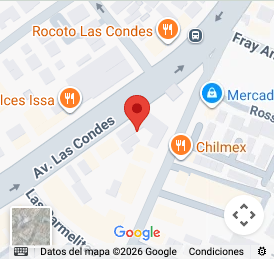 Rocoto Las Condes
Fray An
lces Issa
Mercad
Ross
Av. Las Condes
Chilmex
Las Carmelit
Datos del mapa ©2026 Google
Condiciones
Google